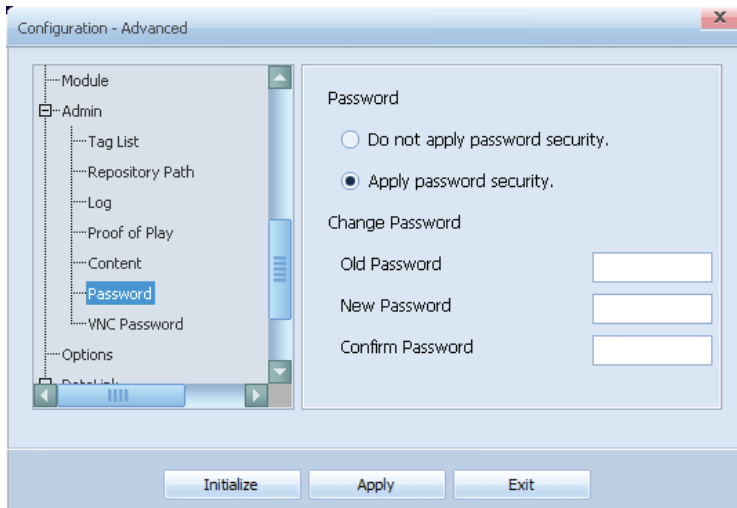 Configuration - Advanced
x
Module
Admin
Tag List
Repository Path
Log
Proof of Play
Content
Password
VNC Password
Options
DataLink
Password
Do not apply password security.
Apply password security.
Change Password
Old Password
New Password
Confirm Password
Initialize
Apply
Exit